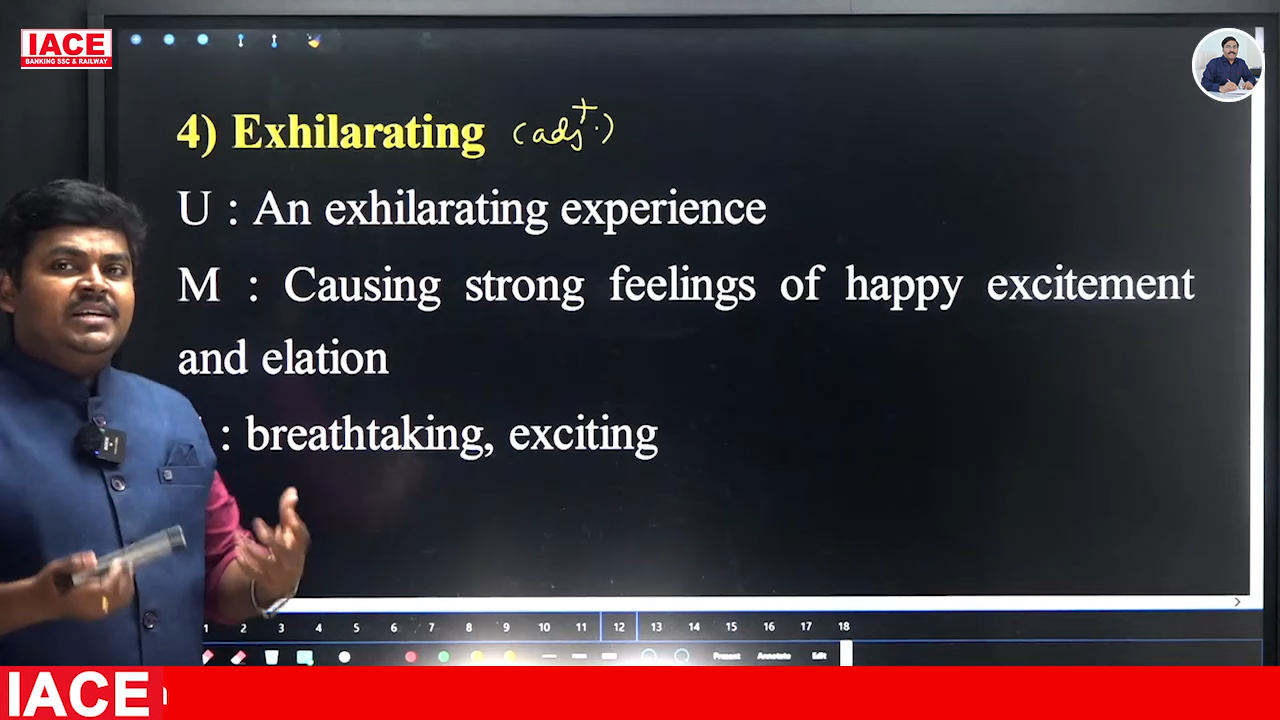 IACE
BANKING SSC & RAILWAY
4) Exhilarating (adj.) +
U : An exhilarating experience
M : Causing strong feelings of happy excitement
and elation
: breathtaking, exciting
1 2 3 4 5 6 7 8 9 10 11 12 13 14 15 16 17 18
Present Annotate Edit
IACE